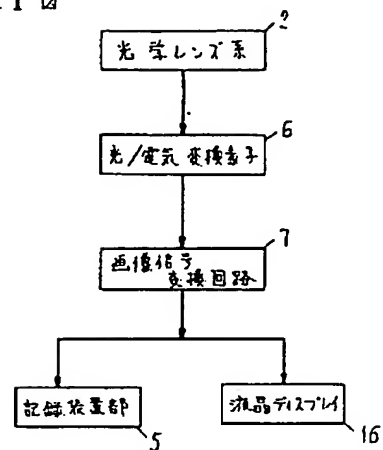 第1図
2
光学レンズ系
6
光/電気変換素子
7
画像信号
変換回路
記録装置部
5
液晶ディスプレイ
16